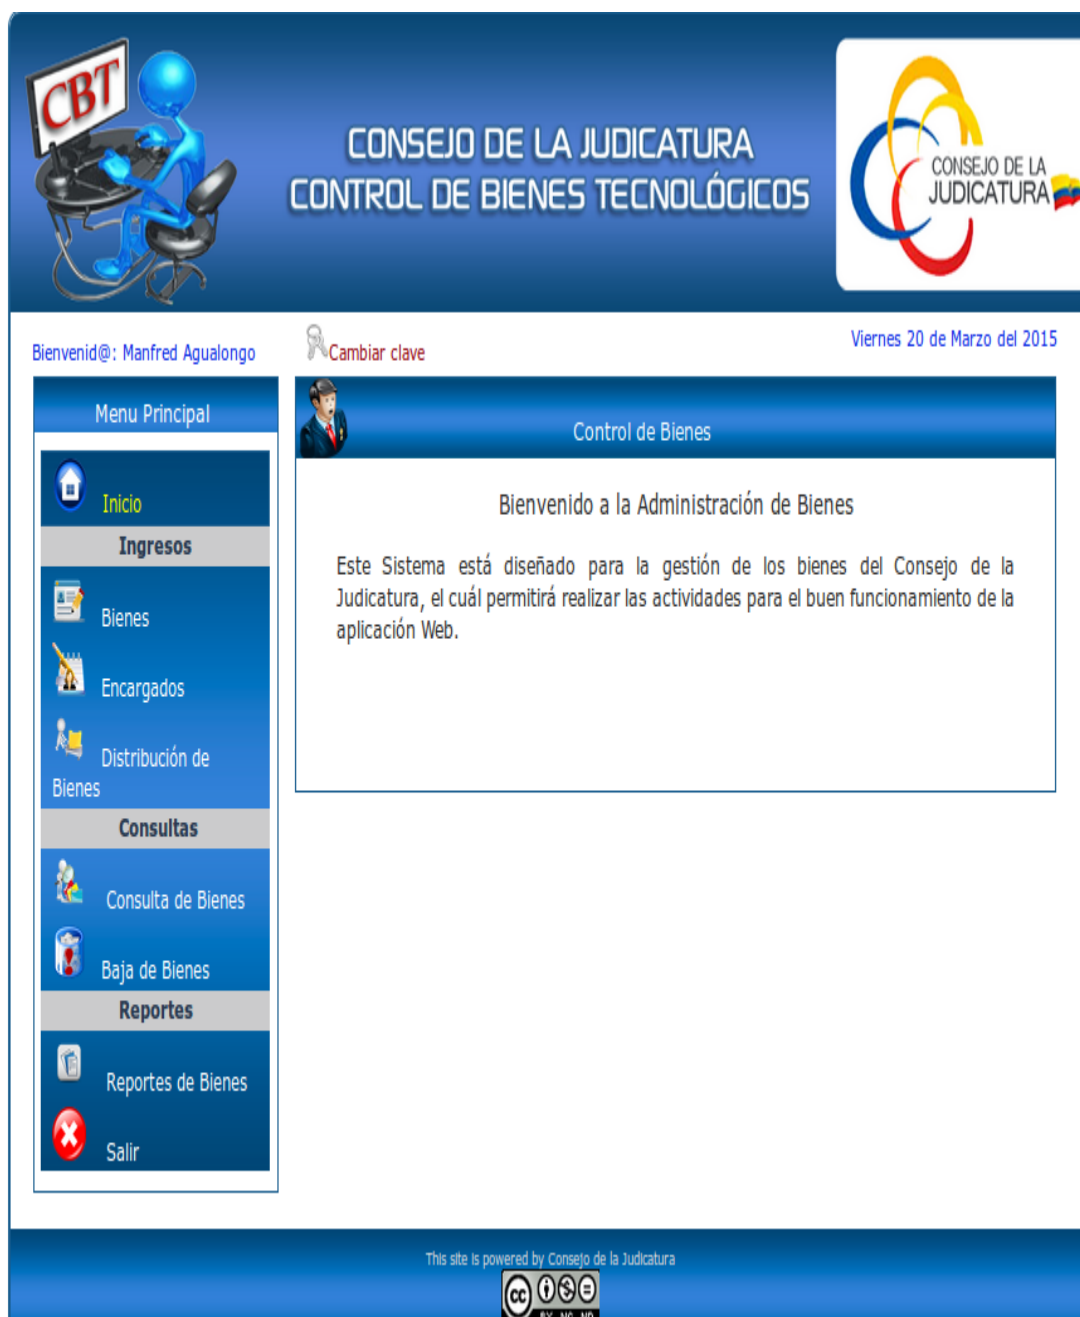 CBT
CONSEJO DE LA JUDICATURA
CONTROL DE BIENES TECNOLÓGICOS
CONSEJO DE LA
JUDICATURA
Bienvenid@: Manfred Agualongo
Cambiar clave
Viernes 20 de Marzo del 2015
Menu Principal
Inicio
Ingresos
Bienes
Encargados
Distribución de
Bienes
Consultas
Consulta de Bienes
Baja de Bienes
Reportes
Reportes de Bienes
Salir
Control de Bienes
Bienvenido a la Administración de Bienes
Este Sistema está diseñado para la gestión de los bienes del Consejo de la
Judicatura, el cuál permitirá realizar las actividades para el buen funcionamiento de la
aplicación Web.
This site is powered by Consejo de la Judicatura
cc
BY NC ND